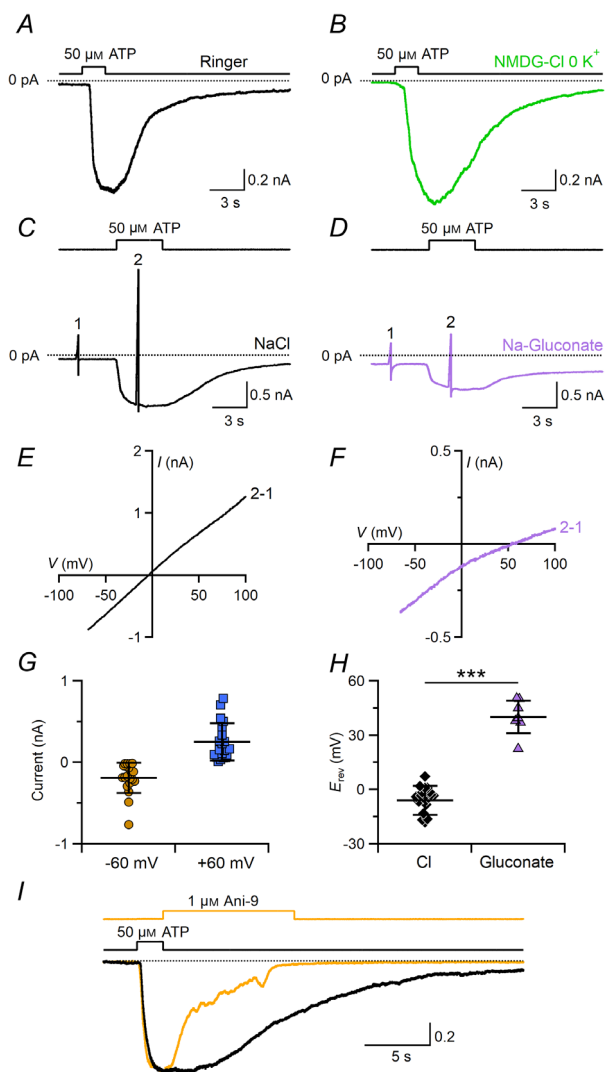 A
50 μM ATP
Ringer
0 pA
0.2 nA
3 s
B
50 μM ATP
NMDG-Cl 0 K⁺
0 pA
0.2 nA
3 s
C
50 μM ATP
1
2
NaCl
0 pA
0.5 nA
3 s
D
50 μM ATP
1
2
Na-Gluconate
0 pA
0.5 nA
3 s
E
2
I (nA)
1
2-1
V (mV)
-100 -50 50 100
-1
F
0.5
I (nA)
V (mV)
2-1
-100 -50 50 100
-0.5
G
1
Current (nA)
0
-1
-60 mV +60 mV
H
***
60
30
Erev (mV)
0
-30
Cl Gluconate
I
1 μM Ani-9
50 μM ATP
0.2
5 s